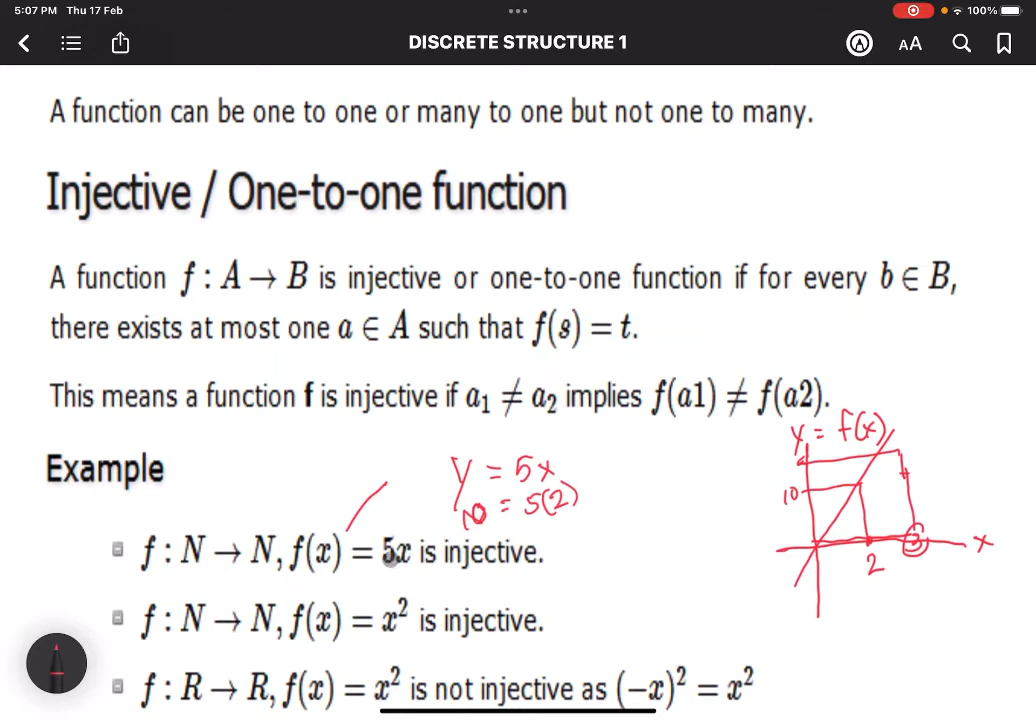 5:07 PM Thu 17 Feb
100%
DISCRETE STRUCTURE 1
AA
A function can be one to one or many to one but not one to many.
Injective / One-to-one function
A function f : A → B is injective or one-to-one function if for every b ∈ B,
there exists at most one a ∈ A such that f(s) = t.
This means a function f is injective if a₁ ≠ a₂ implies f(a1) ≠ f(a2).
y = f(x)
Example
y = 5x
10 = 5(2)
10
x
3
2
f : N → N, f(x) = 5x is injective.
f : N → N, f(x) = x² is injective.
f : R → R, f(x) = x² is not injective as (−x)² = x²